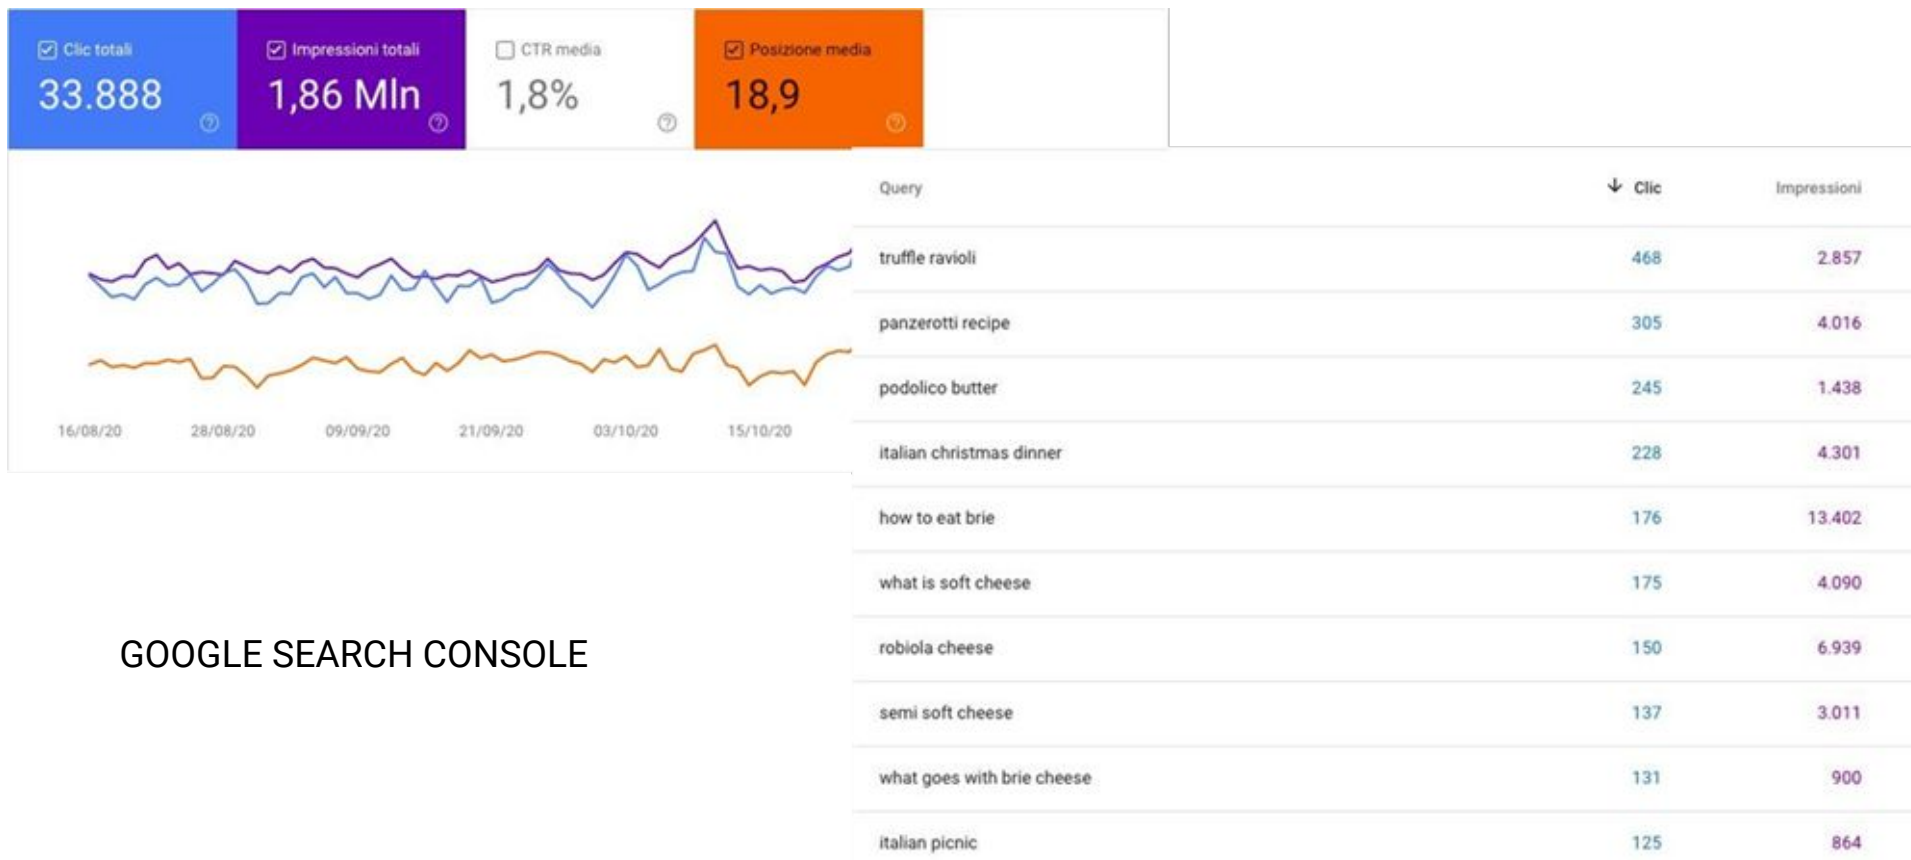 Clic totali
33.888
Impressioni totali
1,86 Mln
CTR media
1,8%
Posizione media
18,9
16/08/20 28/08/20 09/09/20 21/09/20 03/10/20 15/10/20
Query Clic Impressioni
truffle ravioli 468 2.857
panzerotti recipe 305 4.016
podolico butter 245 1.438
italian christmas dinner 228 4.301
how to eat brie 176 13.402
what is soft cheese 175 4.090
robiola cheese 150 6.939
semi soft cheese 137 3.011
what goes with brie cheese 131 900
italian picnic 125 864
GOOGLE SEARCH CONSOLE